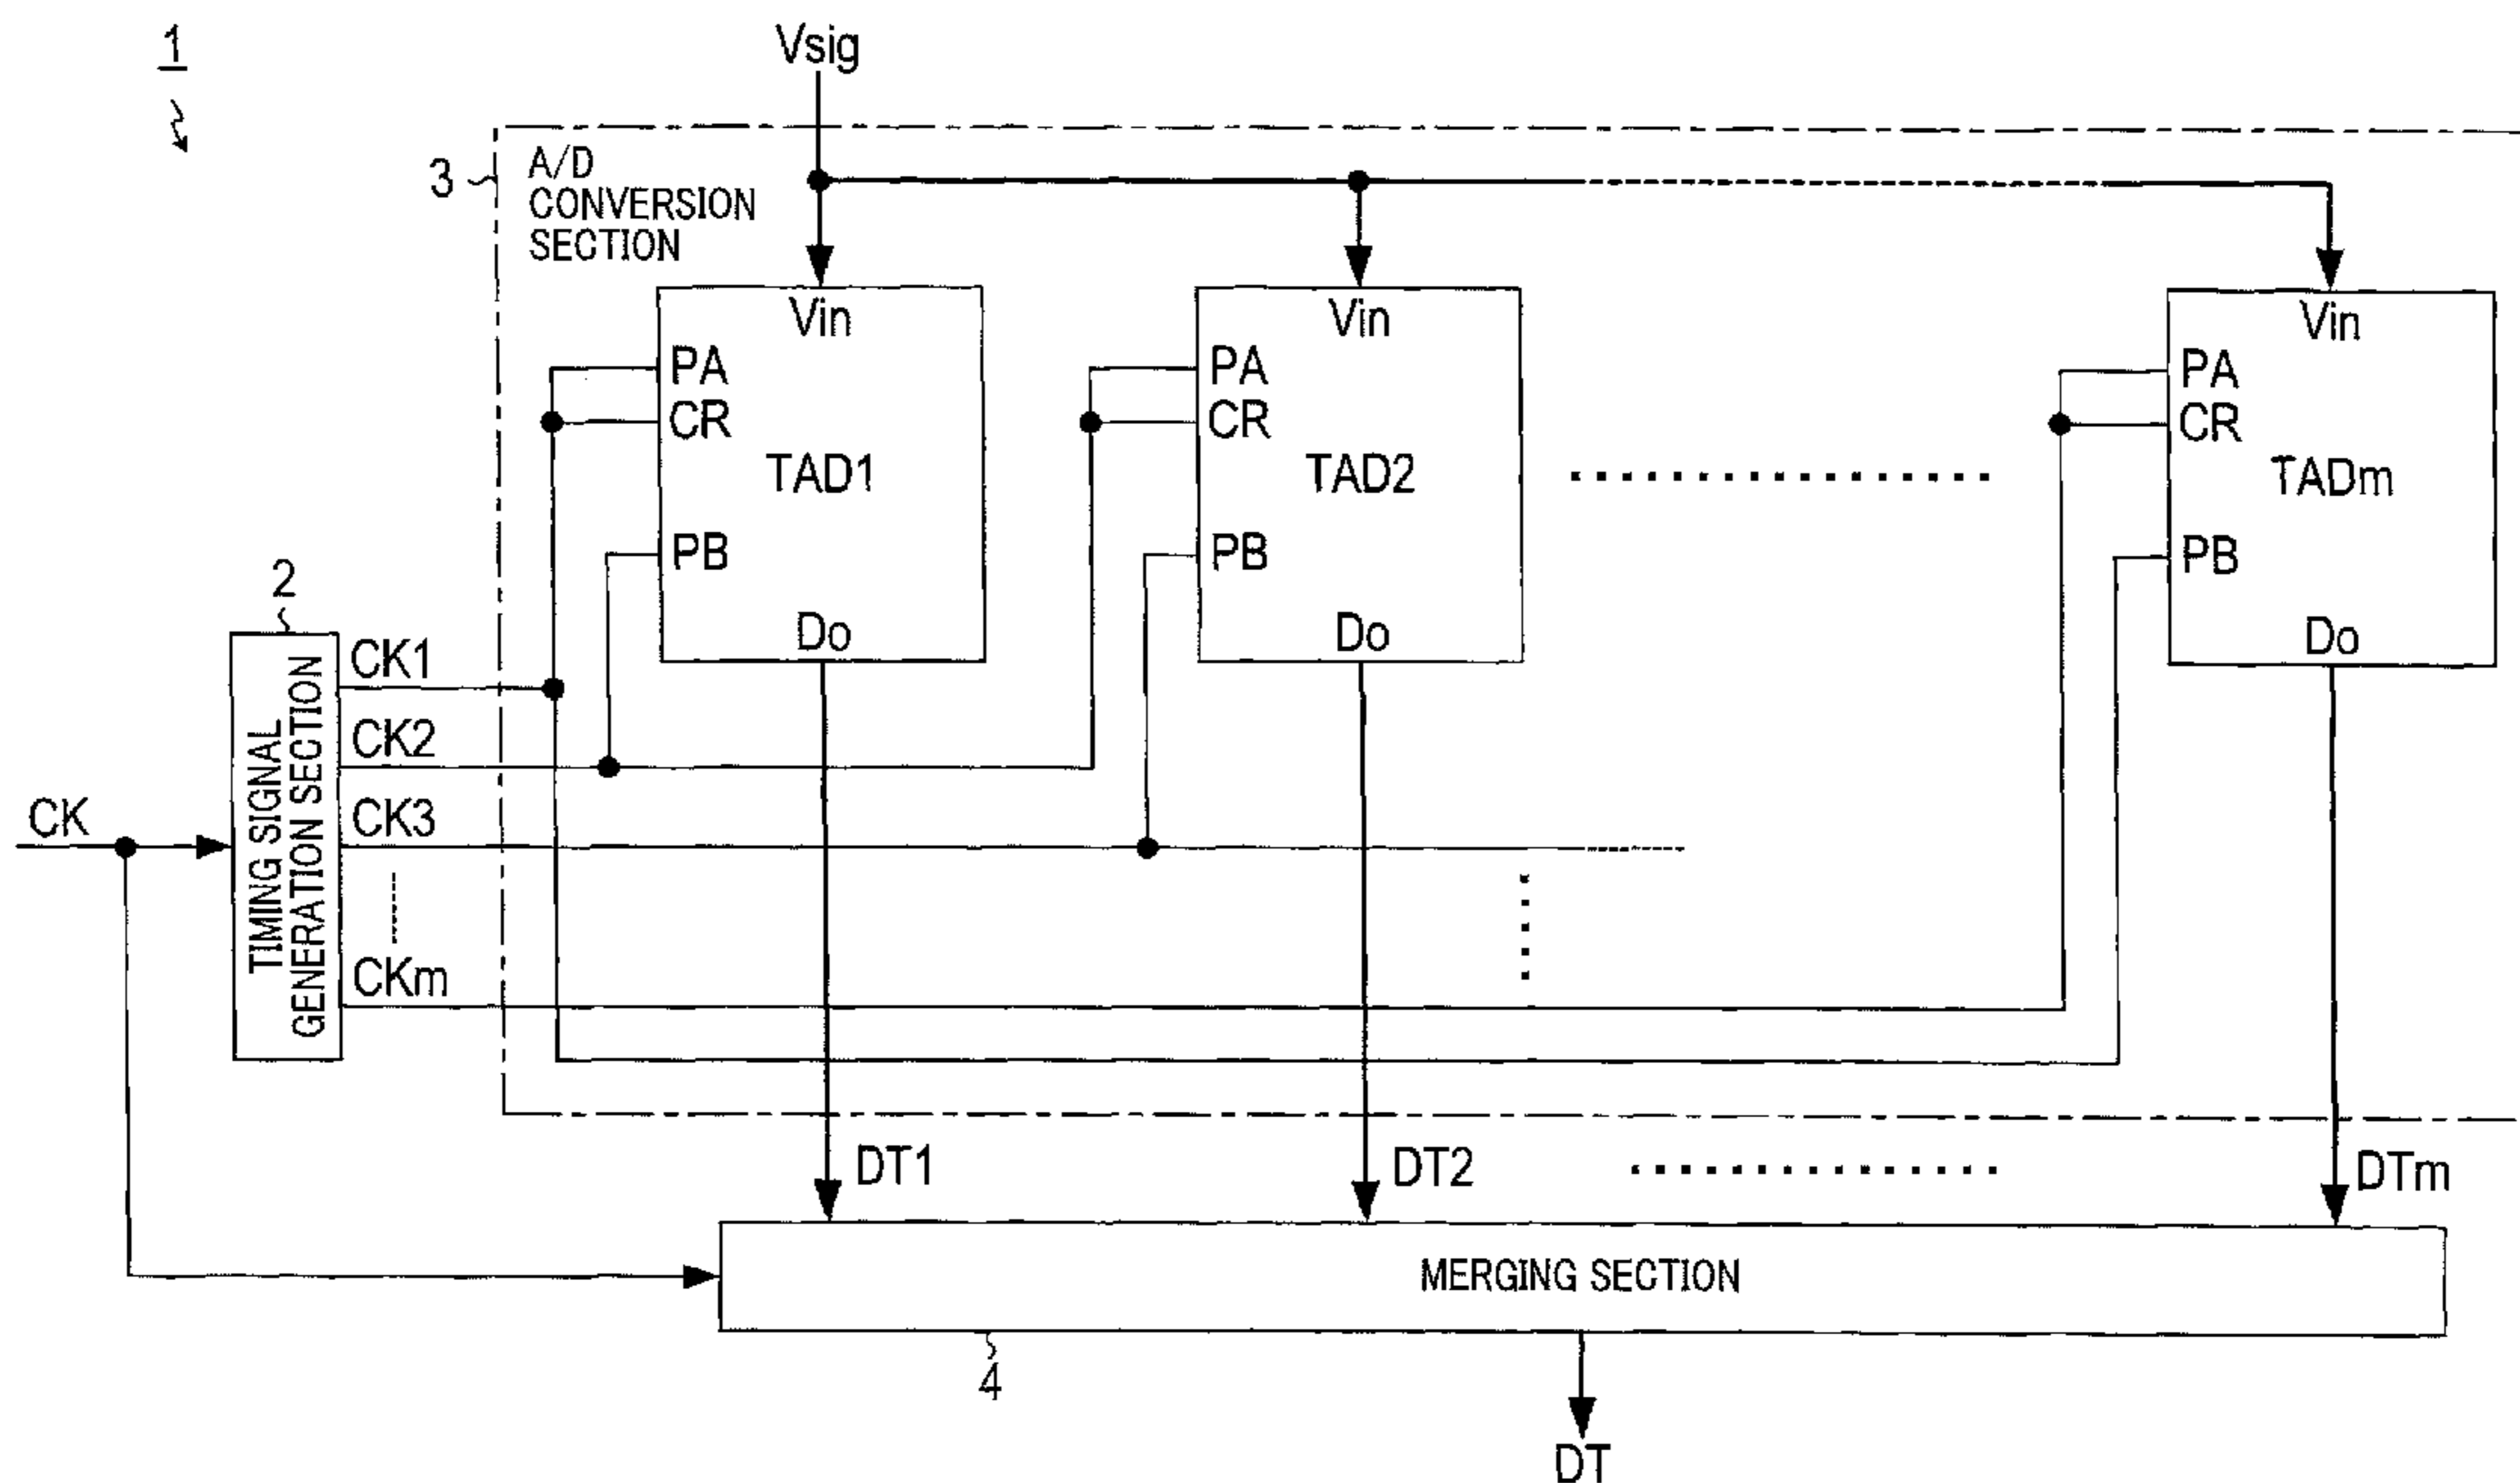 1
Vsig
3
A/D
CONVERSION
SECTION
Vin
PA
CR
TAD1
PB
Do
Vin
PA
CR
TAD2
PB
Do
Vin
PA
CR
TADm
PB
Do
2
TIMING SIGNAL
GENERATION SECTION
CK
CK1
CK2
CK3
CKm
DT1
DT2
DTm
MERGING SECTION
4
DT